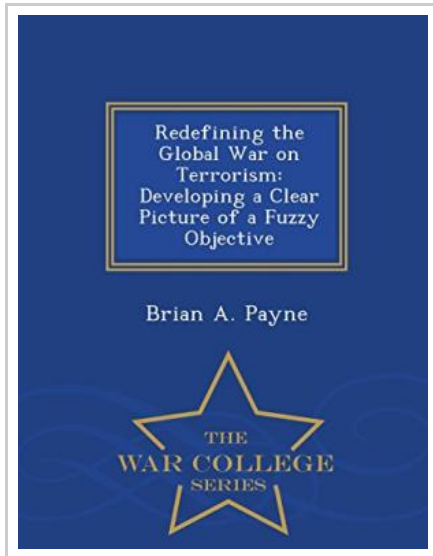 Redefining the
Global War on
Terrorism:
Developing a Clear
Picture of a Fuzzy
Objective
Brian A. Payne
THE
WAR COLLEGE
SERIES